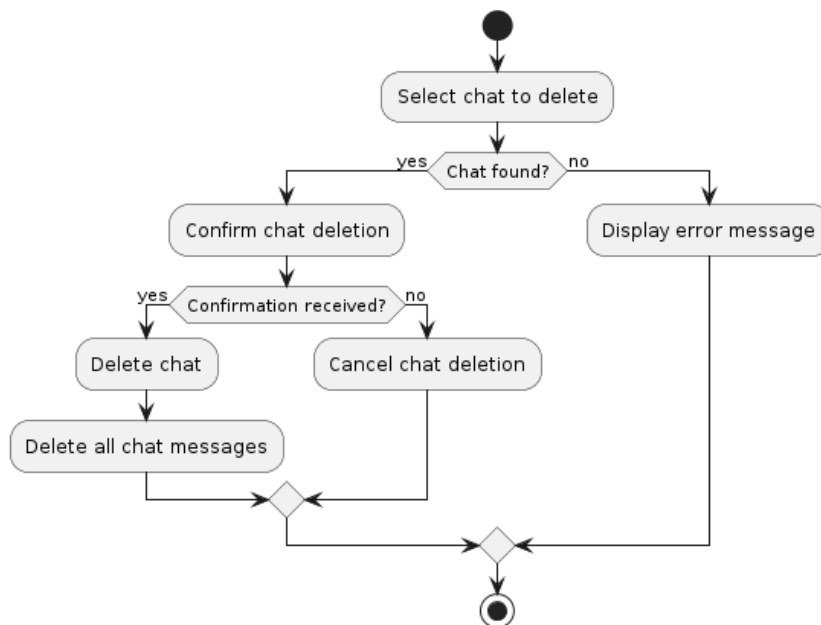 Select chat to delete
yes
Chat found?
no
Confirm chat deletion
Display error message
yes
Confirmation received?
no
Delete chat
Cancel chat deletion
Delete all chat messages